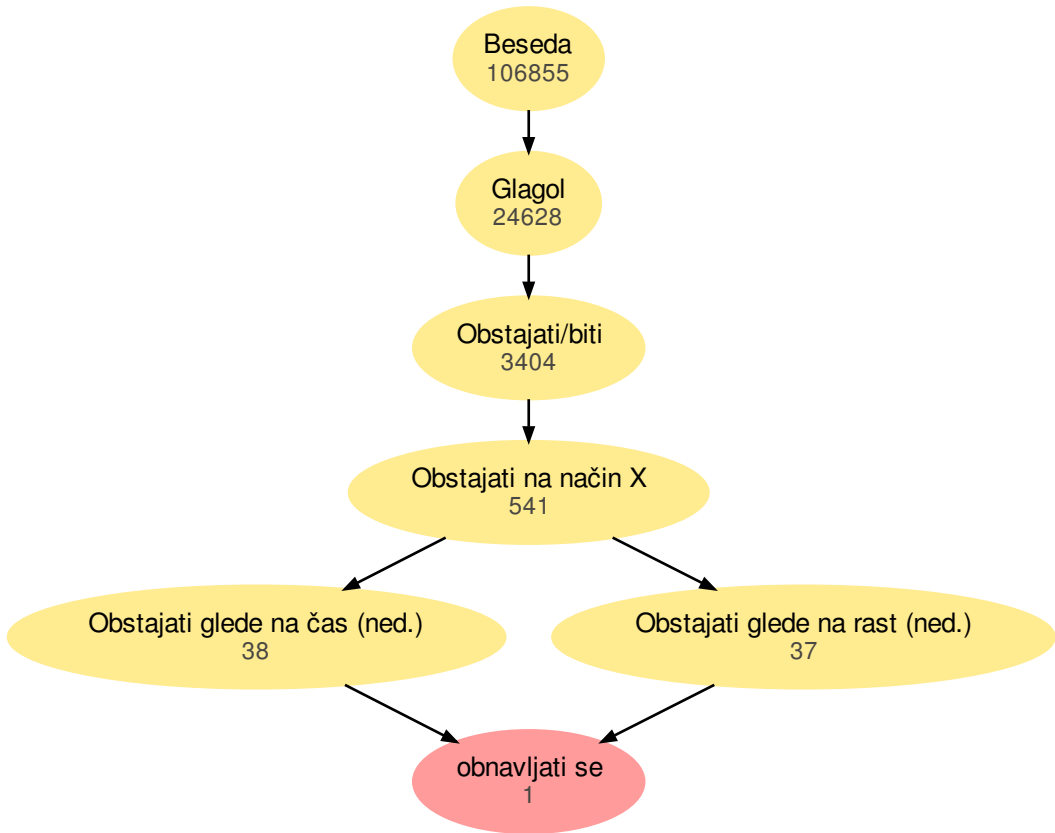 Beseda
106855
Glagol
24628
Obstajati/biti
3404
Obstajati na način X
541
Obstajati glede na čas (ned.)
38
Obstajati glede na rast (ned.)
37
obnavljati se
1